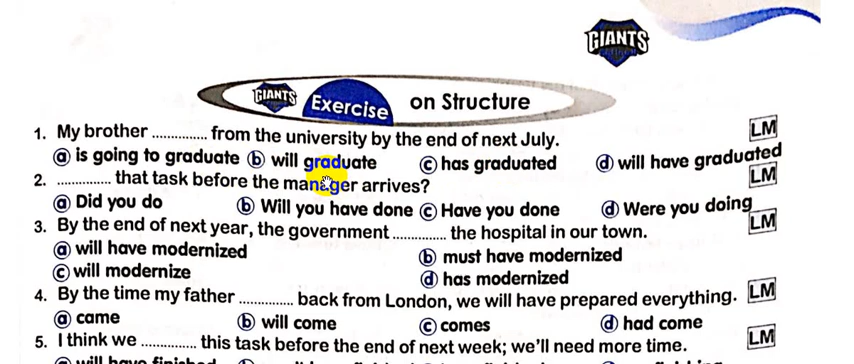 GIANTS
GIANTS Exercise on Structure
1. My brother .............. from the university by the end of next July. LM
ⓐ is going to graduate ⓑ will graduate ⓒ has graduated ⓓ will have graduated
2. .............. that task before the manager arrives? LM
ⓐ Did you do ⓑ Will you have done ⓒ Have you done ⓓ Were you doing
3. By the end of next year, the government .............. the hospital in our town. LM
ⓐ will have modernized ⓑ must have modernized
ⓒ will modernize ⓓ has modernized
4. By the time my father .............. back from London, we will have prepared everything. LM
ⓐ came ⓑ will come ⓒ comes ⓓ had come
5. I think we .............. this task before the end of next week; we'll need more time. LM